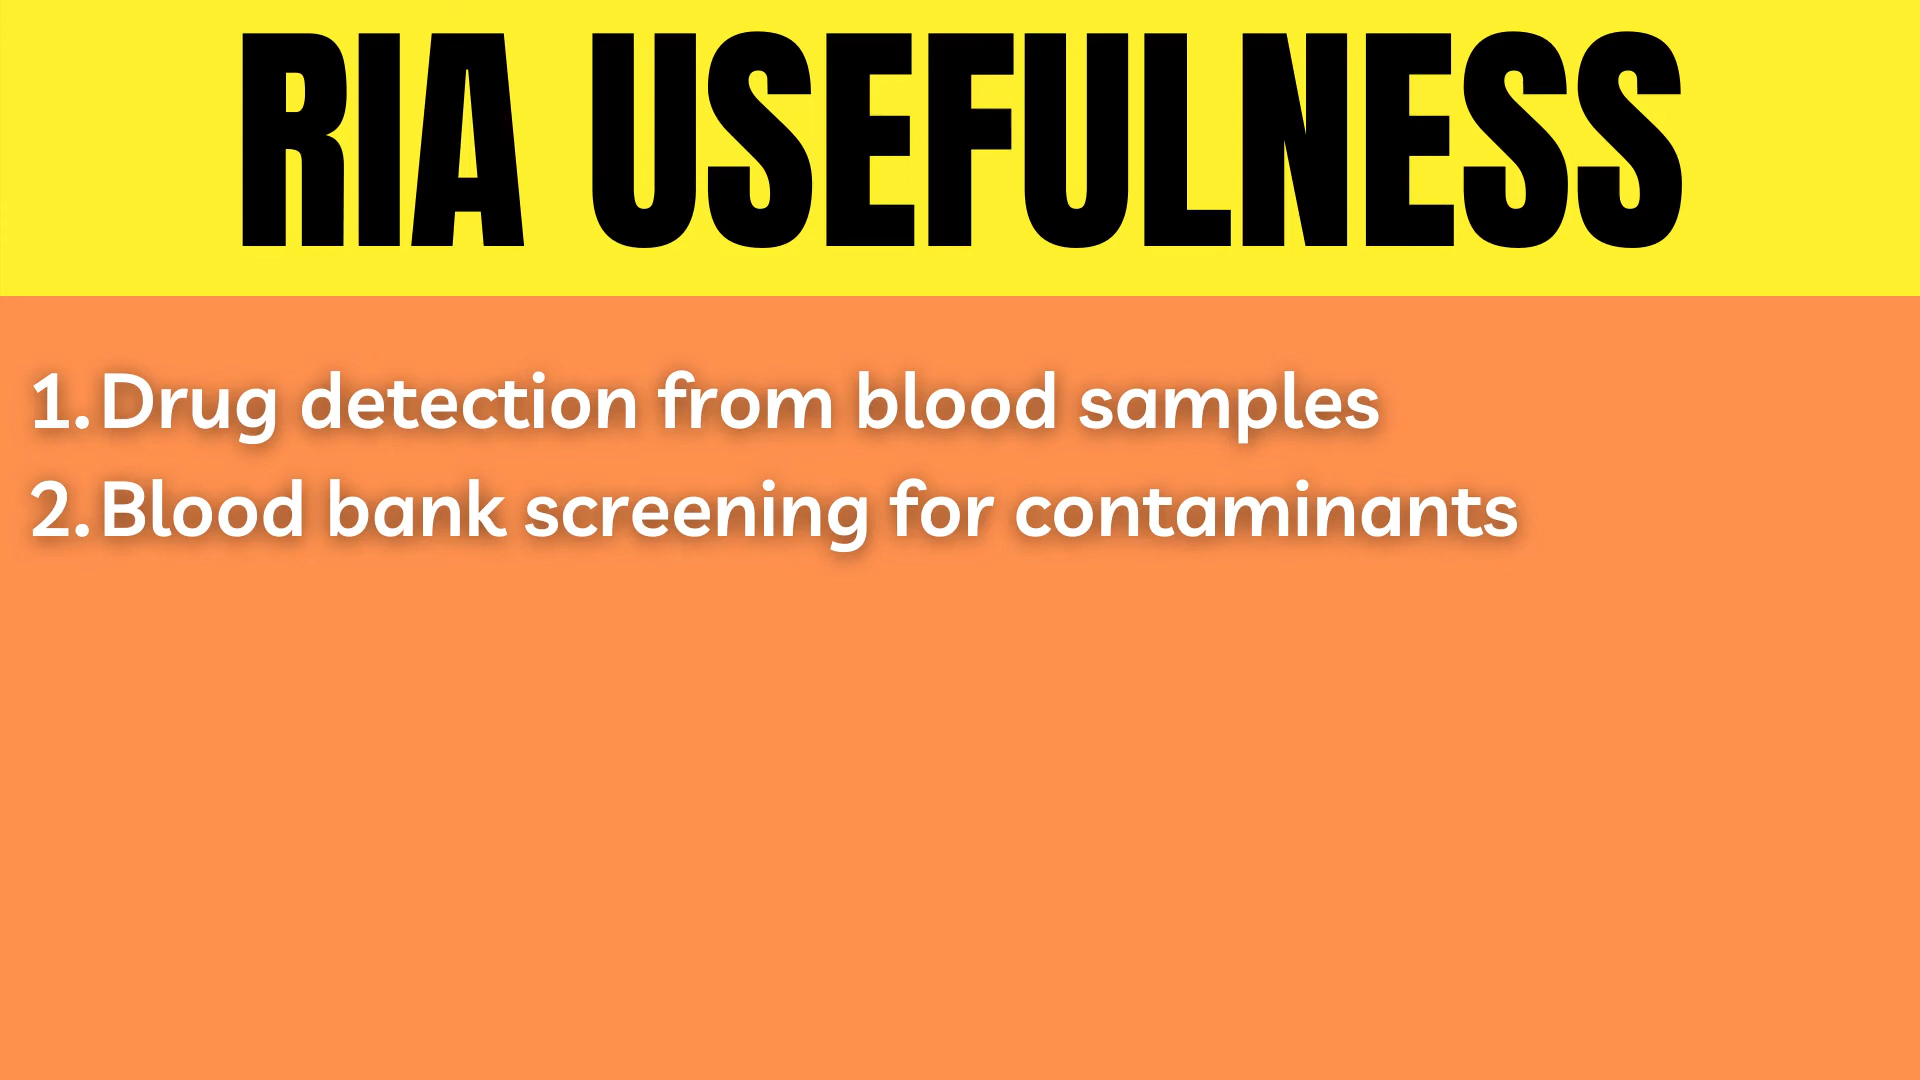 RIA USEFULNESS
1. Drug detection from blood samples
2. Blood bank screening for contaminants